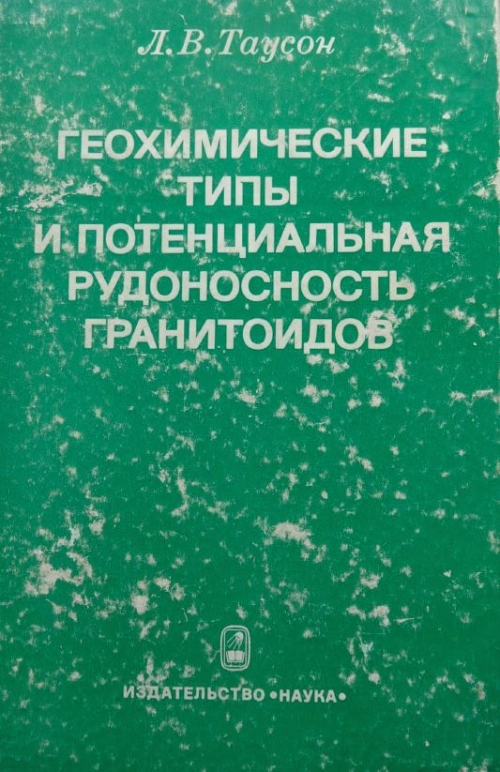 Л.В. Таусон
ГЕОХИМИЧЕСКИЕ
ТИПЫ
И ПОТЕНЦИАЛЬНАЯ
РУДОНОСНОСТЬ
ГРАНИТОИДОВ
ИЗДАТЕЛЬСТВО «НАУКА»